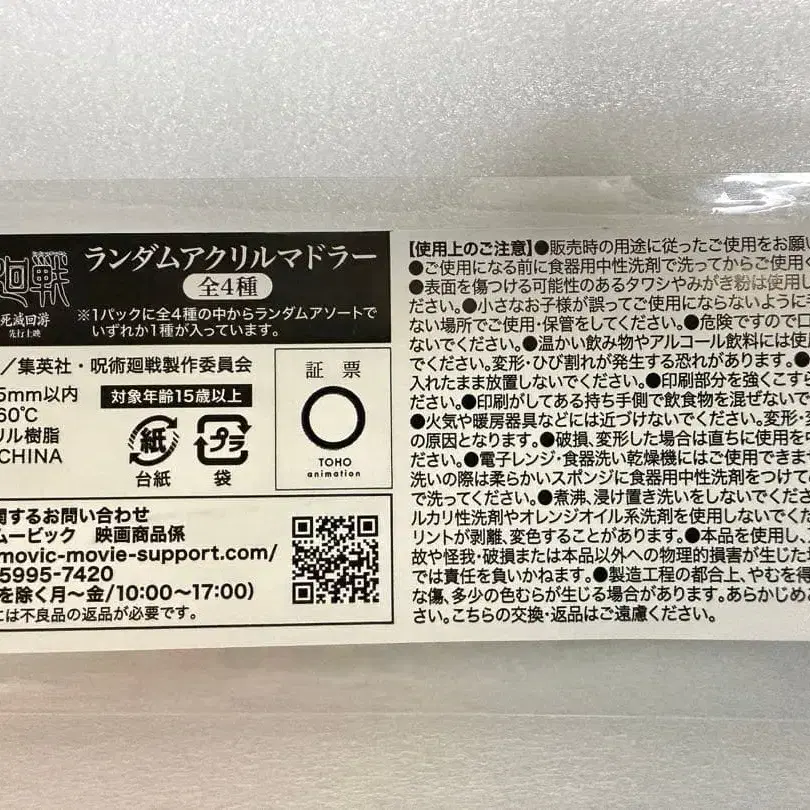 廻戦
死滅回游
先行上映
ランダムアクリルマドラー
全4種
※1パックに全4種の中からランダムアソートで
いずれか1種が入っています。
/集英社・呪術廻戦製作委員会
5mm以内
60℃
リル樹脂
CHINA
対象年齢15歳以上
紙
台紙
プラ
袋
証 票
TOHO
animation
関するお問い合わせ
ムービック 映画商品係
movic-movie-support.com/
5995-7420
を除く月〜金/10:00〜17:00)
には不良品の返品が必要です。
【使用上のご注意】●販売時の用途に従ったご使用をお願い
●ご使用になる前に食器用中性洗剤で洗ってからご使用く
●表面を傷つける可能性のあるタワシやみがき粉は使用し
ださい。●小さなお子様が誤ってご使用にならないように
ない場所でご使用・保管をしてください。●危険ですので口
ないでください。●温かい飲み物やアルコール飲料には使用
でください。変形・ひび割れが発生する恐れがあります。●
入れたまま放置しないでください。●印刷部分を強くこすら
ださい。●印刷がしてある持ち手側で飲食物を混ぜないで
●火気や暖房器具などには近づけないでください。変形・
の原因となります。●破損、変形した場合は直ちに使用を
ださい。●電子レンジ・食器洗い乾燥機にはご使用できま
洗いの際は柔らかいスポンジに食器用中性洗剤をつけて
で洗ってください。●煮沸、浸け置き洗いをしないでくださ
ルカリ性洗剤やオレンジオイル系洗剤は使用しないでくだ
リントが剥離、変色することがあります。●本品を使用し、
故や怪我・破損または本品以外への物理的損害が生じた場
では責任を負いかねます。●製造工程の都合上、やむを得
な傷、多少の色むらが生じる場合があります。あらかじめご
さい。こちらの交換・返品はご遠慮ください。